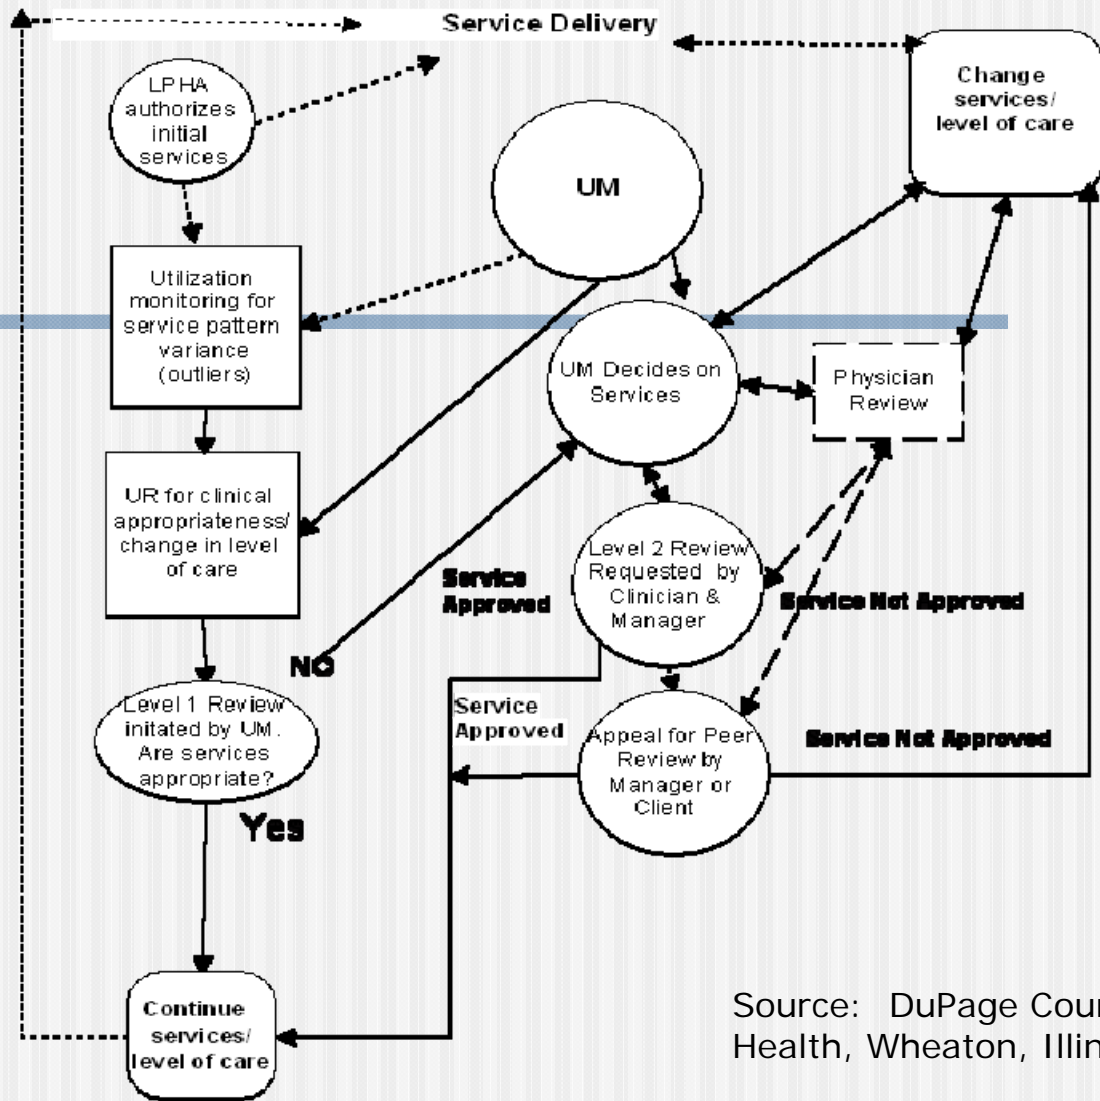 Service Delivery
LPHA
authorizes
initial
services
UM
Change
services/
level of care
Utilization
monitoring for
service pattern
variance
(outliers)
UM Decides on
Services
Physician
Review
UR for clinical
appropriateness/
change in level
of care
Level 2 Review
Requested by
Clinician &
Manager
Service
Approved
Service Not Approved
NO
Level 1 Review
initated by UM.
Are services
appropriate?
Service
Approved
Appeal for Peer
Review by
Manager or
Client
Service Not Approved
Yes
Continue
services/
level of care
Source: DuPage Cou
Health, Wheaton, Illin